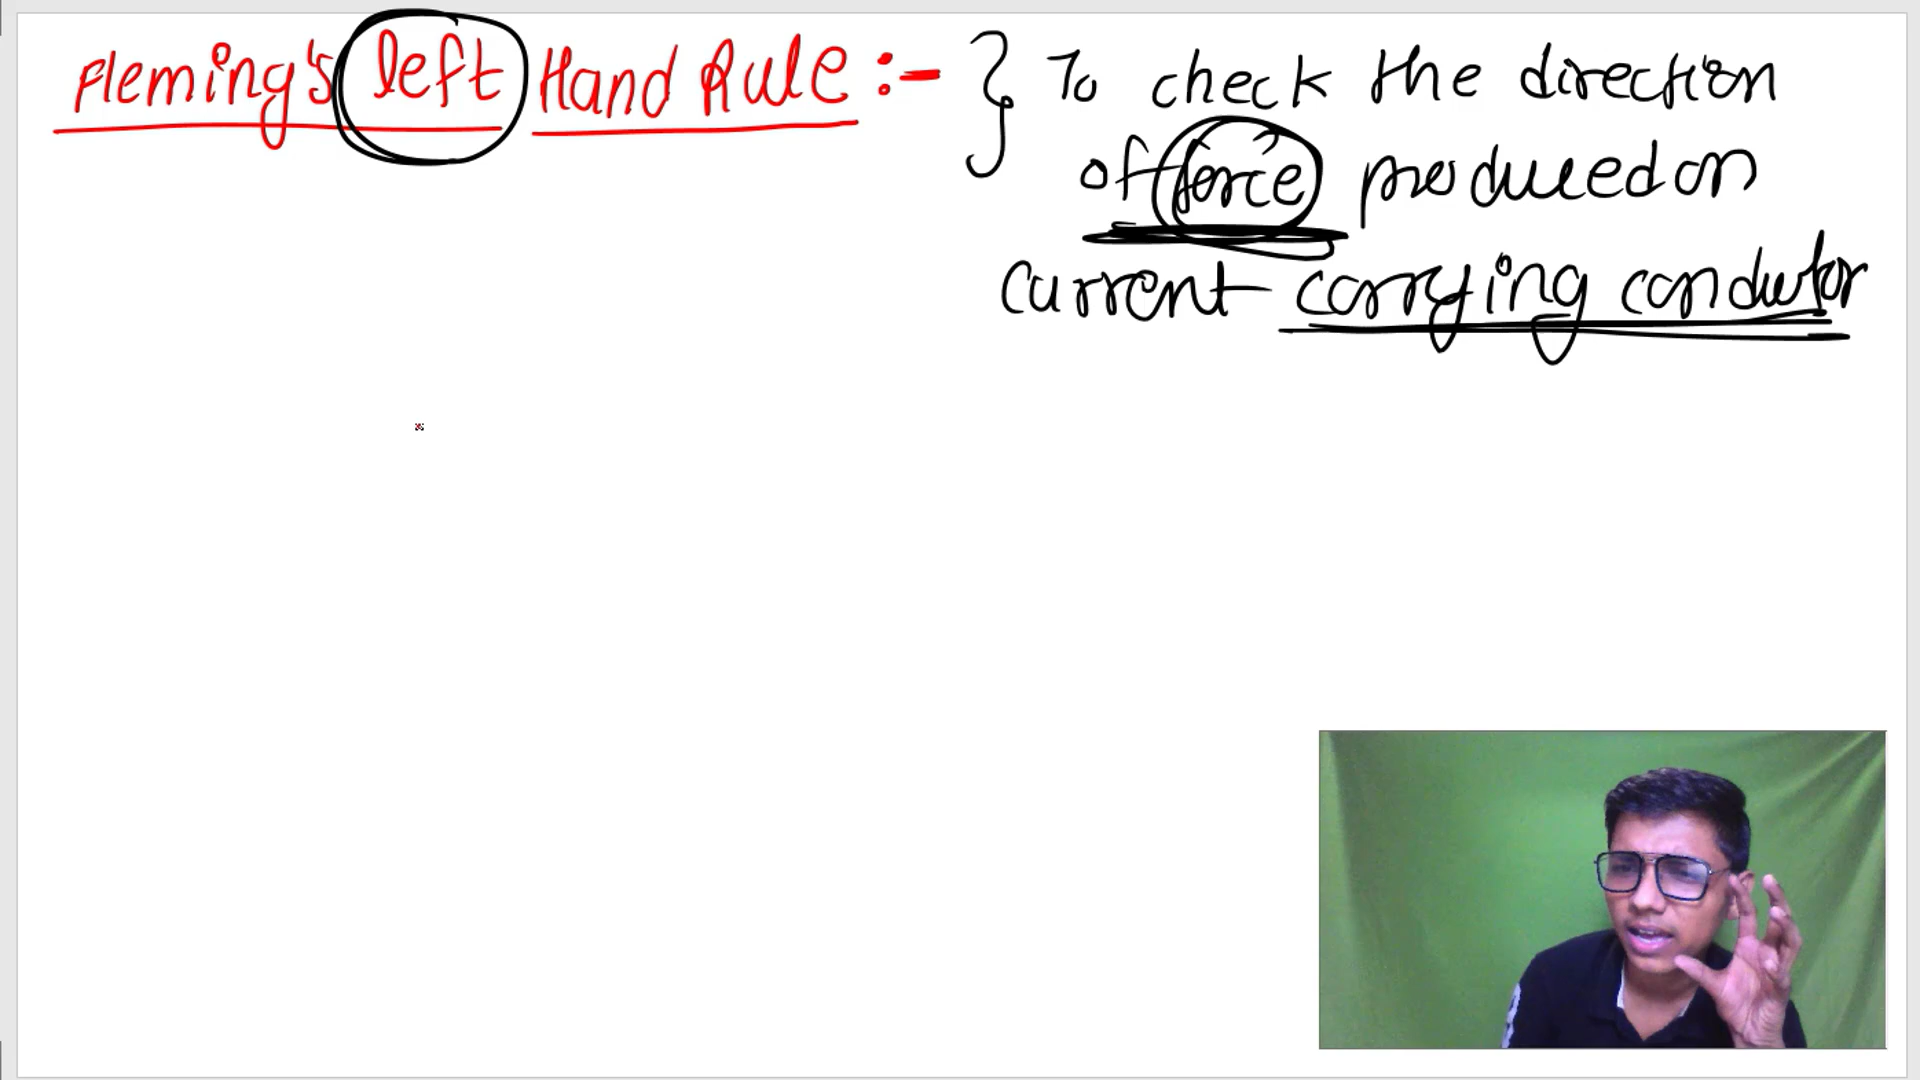 Fleming's left Hand Rule :- } To check the direction
of force produced on
current carrying conductor